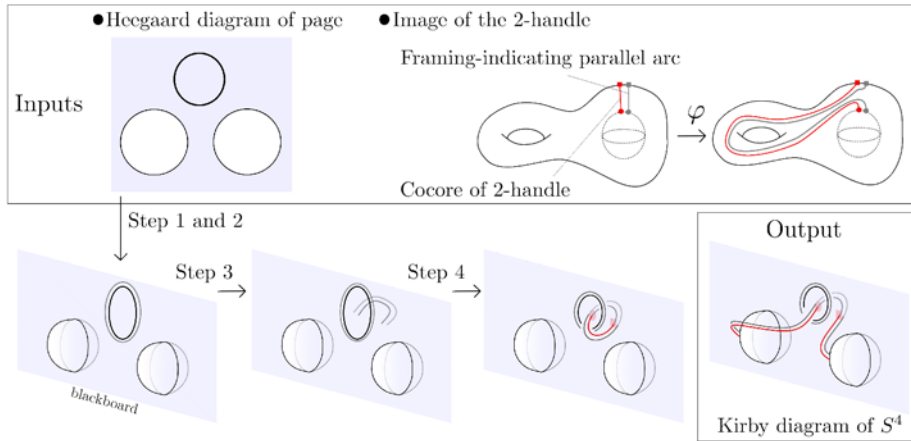 ●Heegaard diagram of page
●Image of the 2-handle
Framing-indicating parallel arc
Inputs
φ
Cocore of 2-handle
Step 1 and 2
Output
Step 3
Step 4
blackboard
Kirby diagram of S⁴